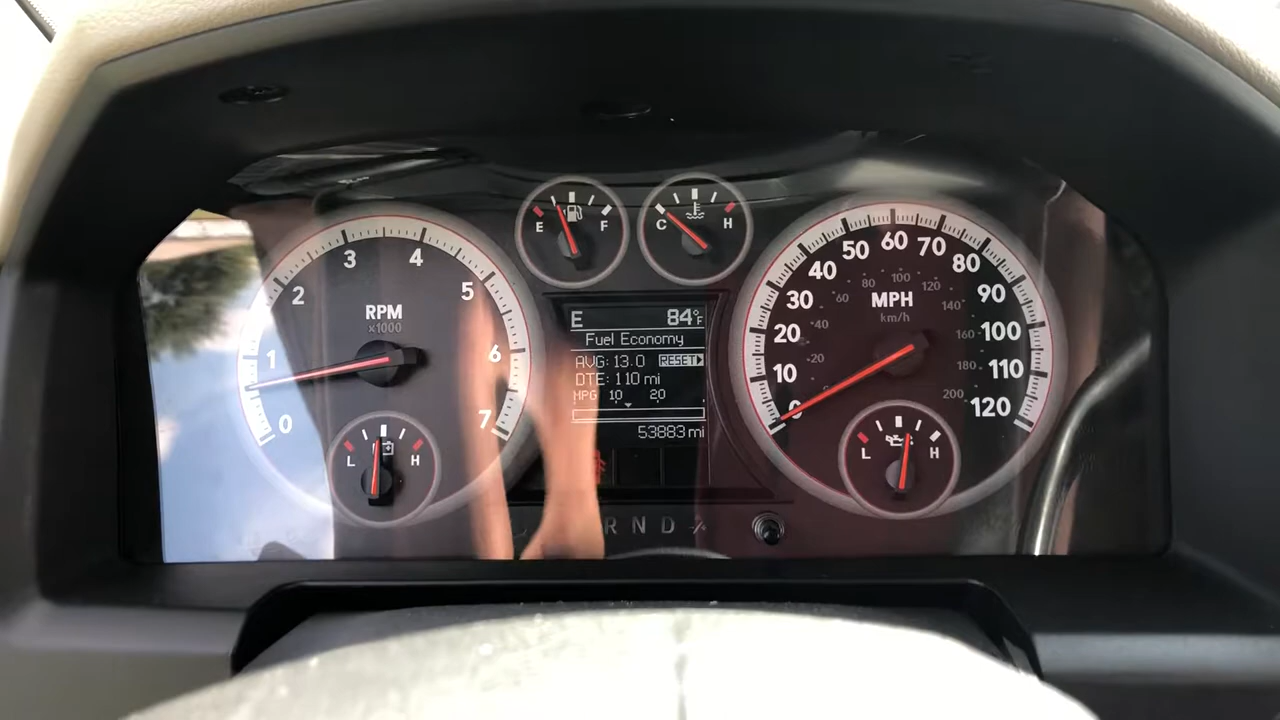 E F
C H
0 1 2 3 4 5 6 7
RPM
x1000
L H
E 84°F
Fuel Economy
AVG: 13.0 RESET
DTE: 110 mi
MPG 10 20
53883 mi
R N D
0 10 20 30 40 50 60 70 80 90 100 110 120
MPH
km/h
20 40 60 80 100 120 140 160 180 200
L H